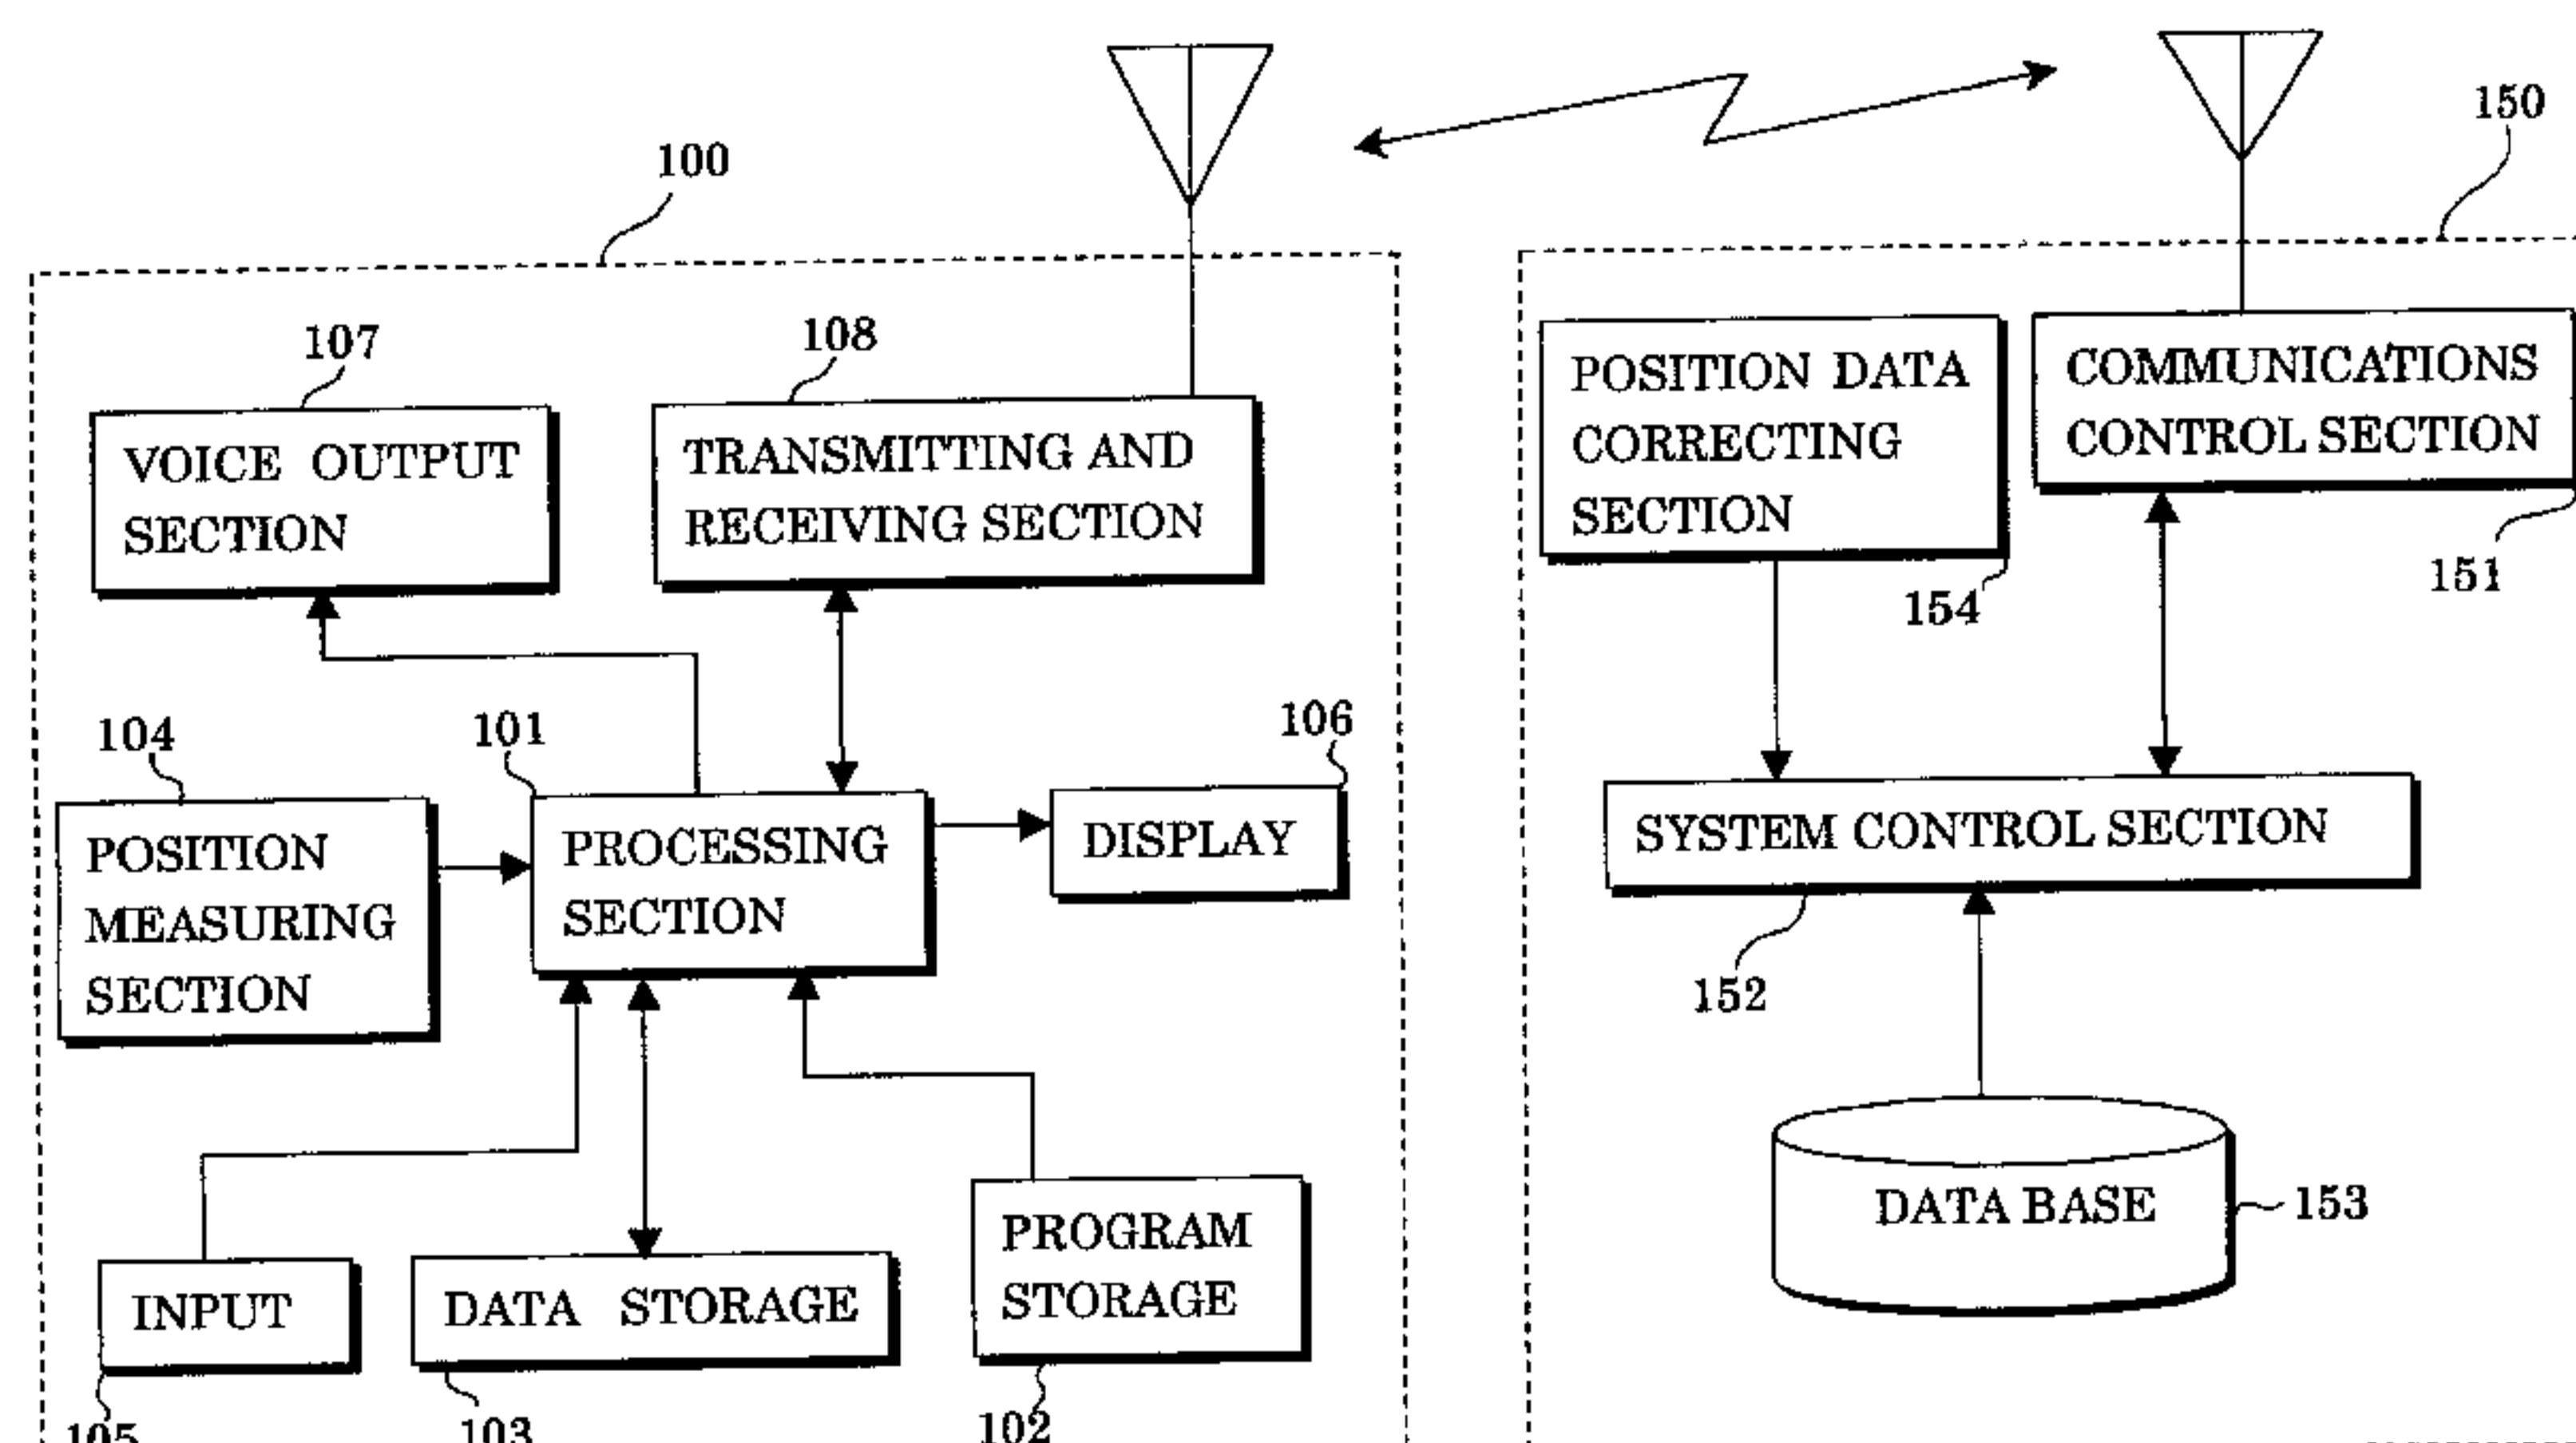 150
100
107
108
VOICE OUTPUT
SECTION
TRANSMITTING AND
RECEIVING SECTION
POSITION DATA
CORRECTING
SECTION
COMMUNICATIONS
CONTROL SECTION
154
151
104
101
106
POSITION
MEASURING
SECTION
PROCESSING
SECTION
DISPLAY
SYSTEM CONTROL SECTION
152
INPUT
DATA STORAGE
PROGRAM
STORAGE
DATA BASE
153
105
103
102